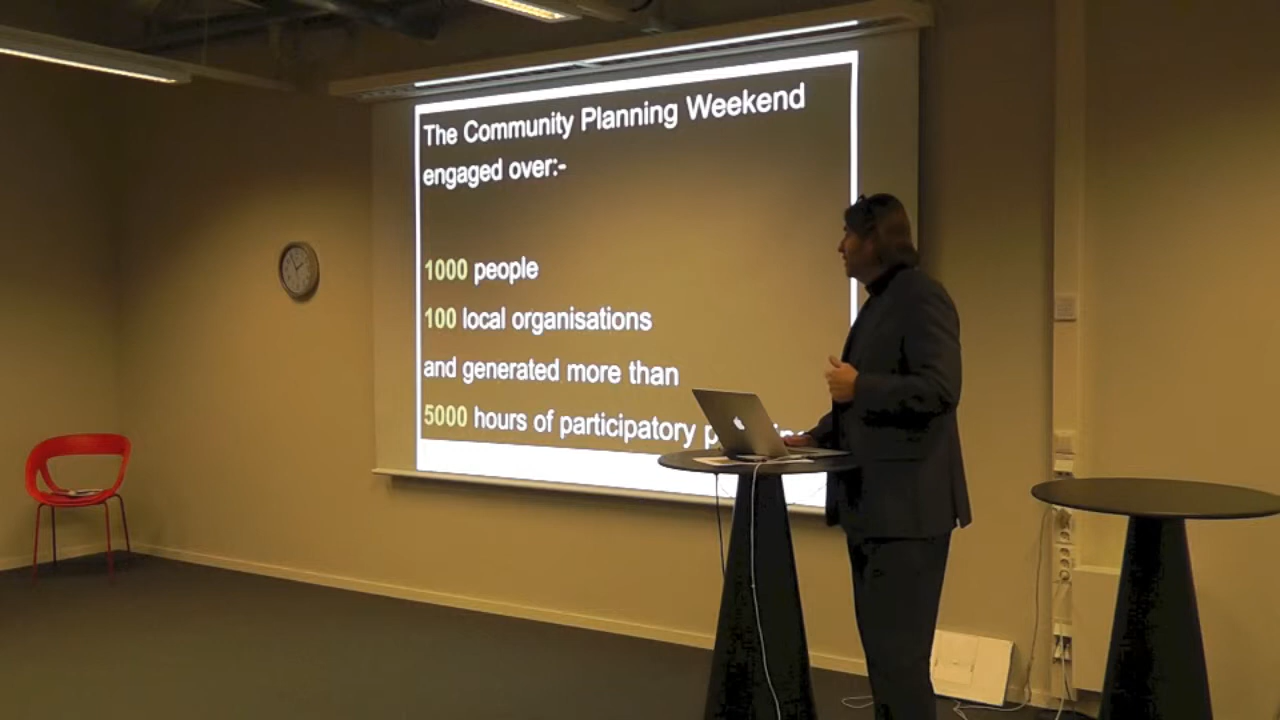 The Community Planning Weekend
engaged over:-
1000 people
100 local organisations
and generated more than
5000 hours of participatory